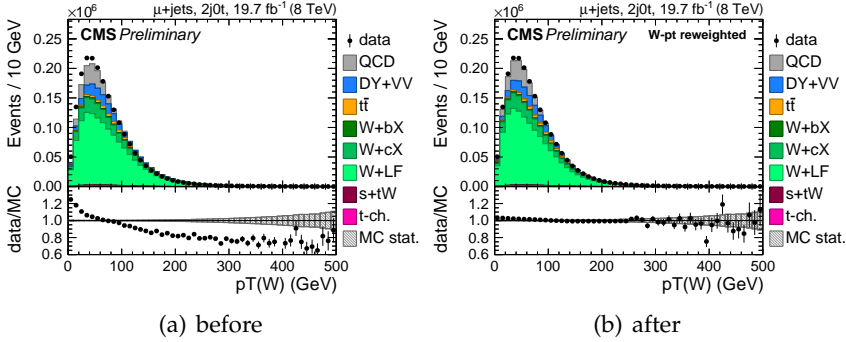 ×10⁶ μ+jets, 2j0t, 19.7 fb⁻¹ (8 TeV)
CMS Preliminary
Events / 10 GeV
0.25
0.20
0.15
0.10
0.05
0.00
data/MC
1.2
1.0
0.8
0.6
0 100 200 300 400 500
pT(W) (GeV)
data
QCD
DY+VV
tt̄
W+bX
W+cX
W+LF
s+tW
t-ch.
MC stat.
(a) before
×10⁶ μ+jets, 2j0t, 19.7 fb⁻¹ (8 TeV)
CMS Preliminary W-pt reweighted
Events / 10 GeV
0.25
0.20
0.15
0.10
0.05
0.00
data/MC
1.2
1.0
0.8
0.6
0 100 200 300 400 500
pT(W) (GeV)
data
QCD
DY+VV
tt̄
W+bX
W+cX
W+LF
s+tW
t-ch.
MC stat.
(b) after